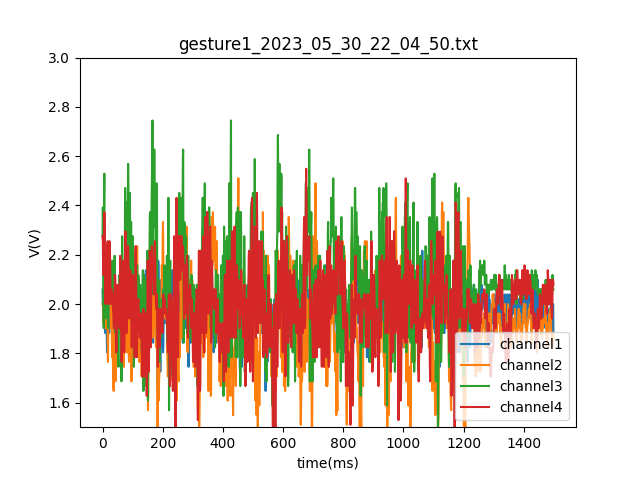 gesture1_2023_05_30_22_04_50.txt
3.0
2.8
2.6
2.4
2.2
2.0
1.8
1.6
V(V)
0 200 400 600 800 1000 1200 1400
time(ms)
channel1
channel2
channel3
channel4